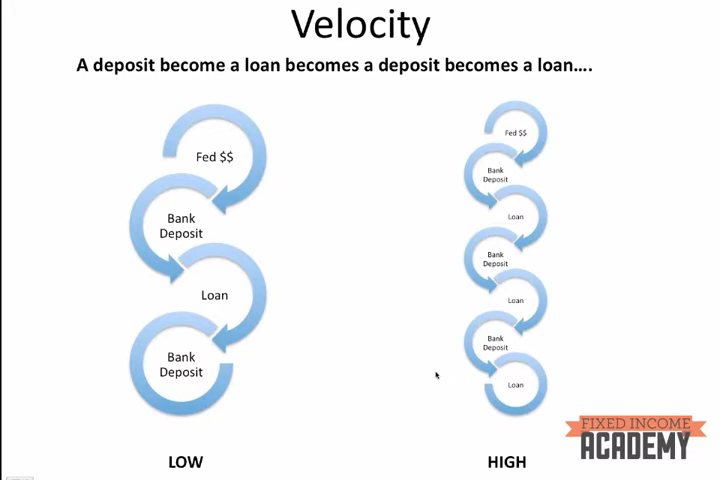 Velocity
A deposit become a loan becomes a deposit becomes a loan....
Fed $$
Bank
Deposit
Loan
Bank
Deposit
LOW
Fed $$
Bank
Deposit
Loan
Bank
Deposit
Loan
Bank
Deposit
Loan
HIGH
FIXED INCOME
ACADEMY